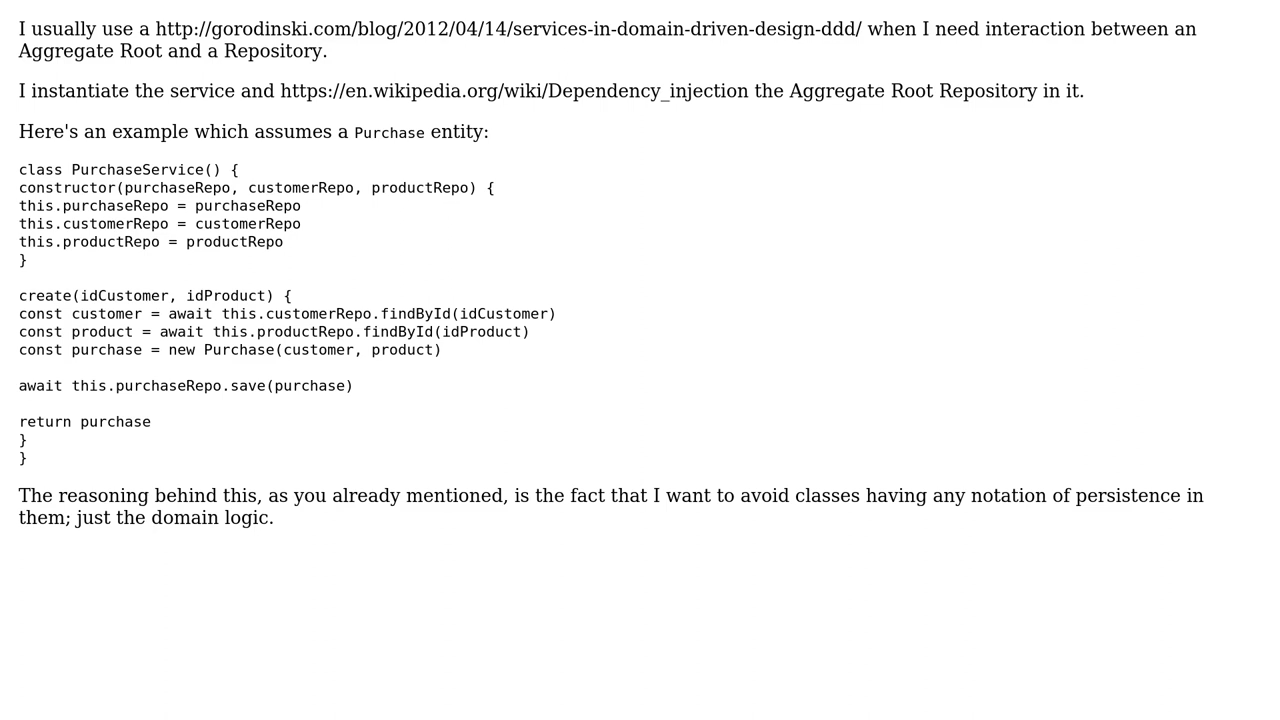 I usually use a http://gorodinski.com/blog/2012/04/14/services-in-domain-driven-design-ddd/ when I need interaction between an
Aggregate Root and a Repository.
I instantiate the service and https://en.wikipedia.org/wiki/Dependency_injection the Aggregate Root Repository in it.
Here's an example which assumes a Purchase entity:
class PurchaseService() {
constructor(purchaseRepo, customerRepo, productRepo) {
this.purchaseRepo = purchaseRepo
this.customerRepo = customerRepo
this.productRepo = productRepo
}
create(idCustomer, idProduct) {
const customer = await this.customerRepo.findById(idCustomer)
const product = await this.productRepo.findById(idProduct)
const purchase = new Purchase(customer, product)
await this.purchaseRepo.save(purchase)
return purchase
}
}
The reasoning behind this, as you already mentioned, is the fact that I want to avoid classes having any notation of persistence in
them; just the domain logic.